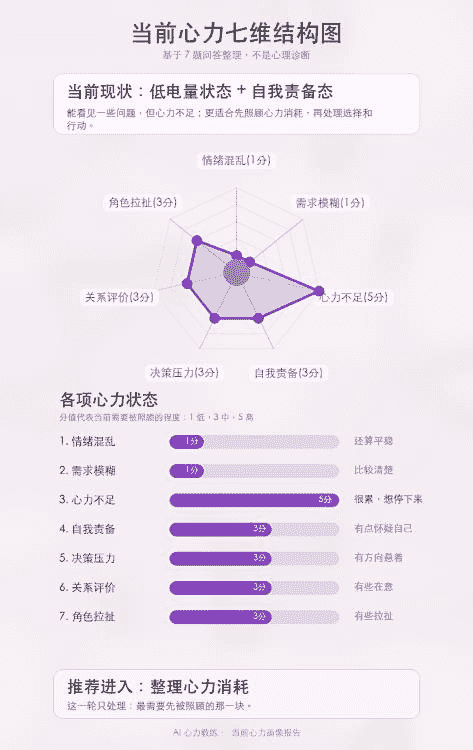 当前心力七维结构图
基于 7 题问答整理，不是心理诊断
当前现状：低电量状态 + 自我责备态
能看见一些问题，但心力不足；更适合先照顾心力消耗，再处理选择和
行动。
情绪混乱(1分)
角色拉扯(3分)
需求模糊(1分)
关系评价(3分)
心力不足(5分)
决策压力(3分)
自我责备(3分)
各项心力状态
分值代表当前需要被照顾的程度：1 低，3 中，5 高
1. 情绪混乱 1分 还算平稳
2. 需求模糊 1分 比较清楚
3. 心力不足 5分 很累，想停下来
4. 自我责备 3分 有点怀疑自己
5. 决策压力 3分 有方向悬着
6. 关系评价 3分 有些在意
7. 角色拉扯 3分 有些拉扯
推荐进入：整理心力消耗
这一轮只处理：最需要先被照顾的那一块。
AI 心力教练 · 当前心力画像报告